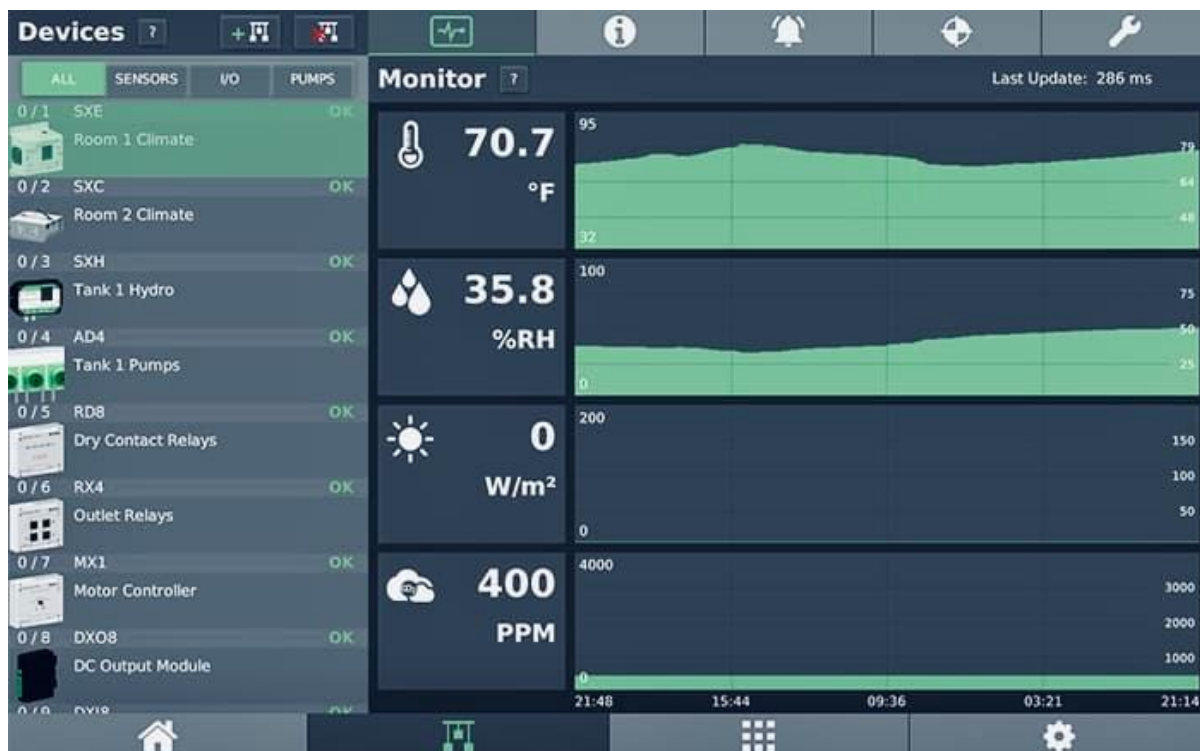 Devices ?
ALL SENSORS I/O PUMPS
0/1 SXE OK
Room 1 Climate
0/2 SXC OK
Room 2 Climate
0/3 SXH OK
Tank 1 Hydro
0/4 AD4 OK
Tank 1 Pumps
0/5 RD8 OK
Dry Contact Relays
0/6 RX4 OK
Outlet Relays
0/7 MX1 OK
Motor Controller
0/8 DXO8 OK
DC Output Module
0/9 DXI8 OK
Monitor ? Last Update: 286 ms
70.7
°F
95
79
64
48
32
35.8
%RH
100
75
50
25
0
0
W/m²
200
150
100
50
0
400
PPM
4000
3000
2000
1000
0
21:48 15:44 09:36 03:21 21:14